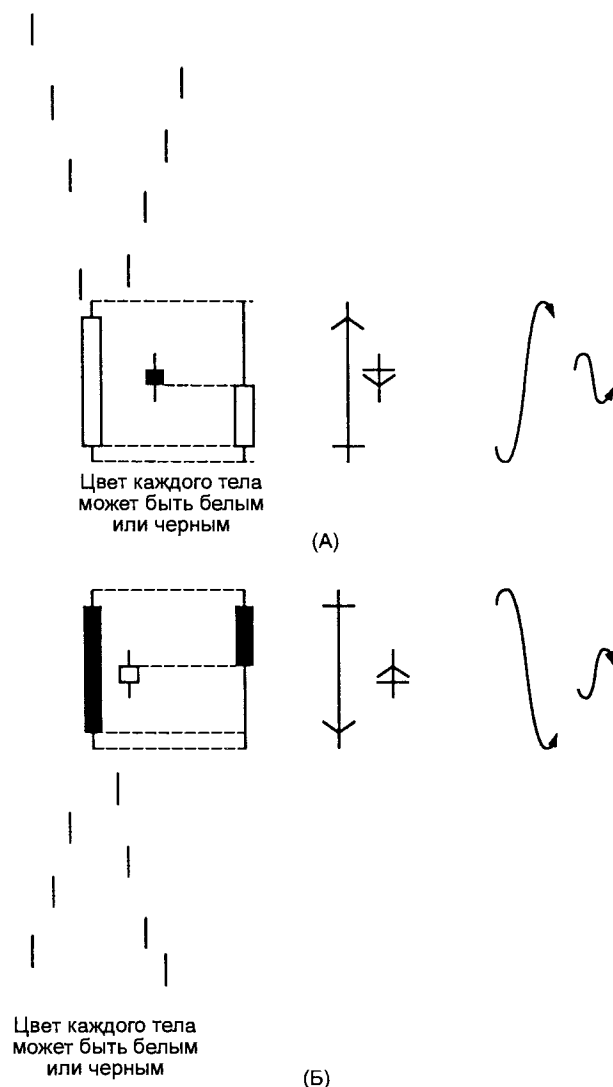 Цвет каждого тела
может быть белым
или черным
(А)
Цвет каждого тела
может быть белым
или черным
(Б)